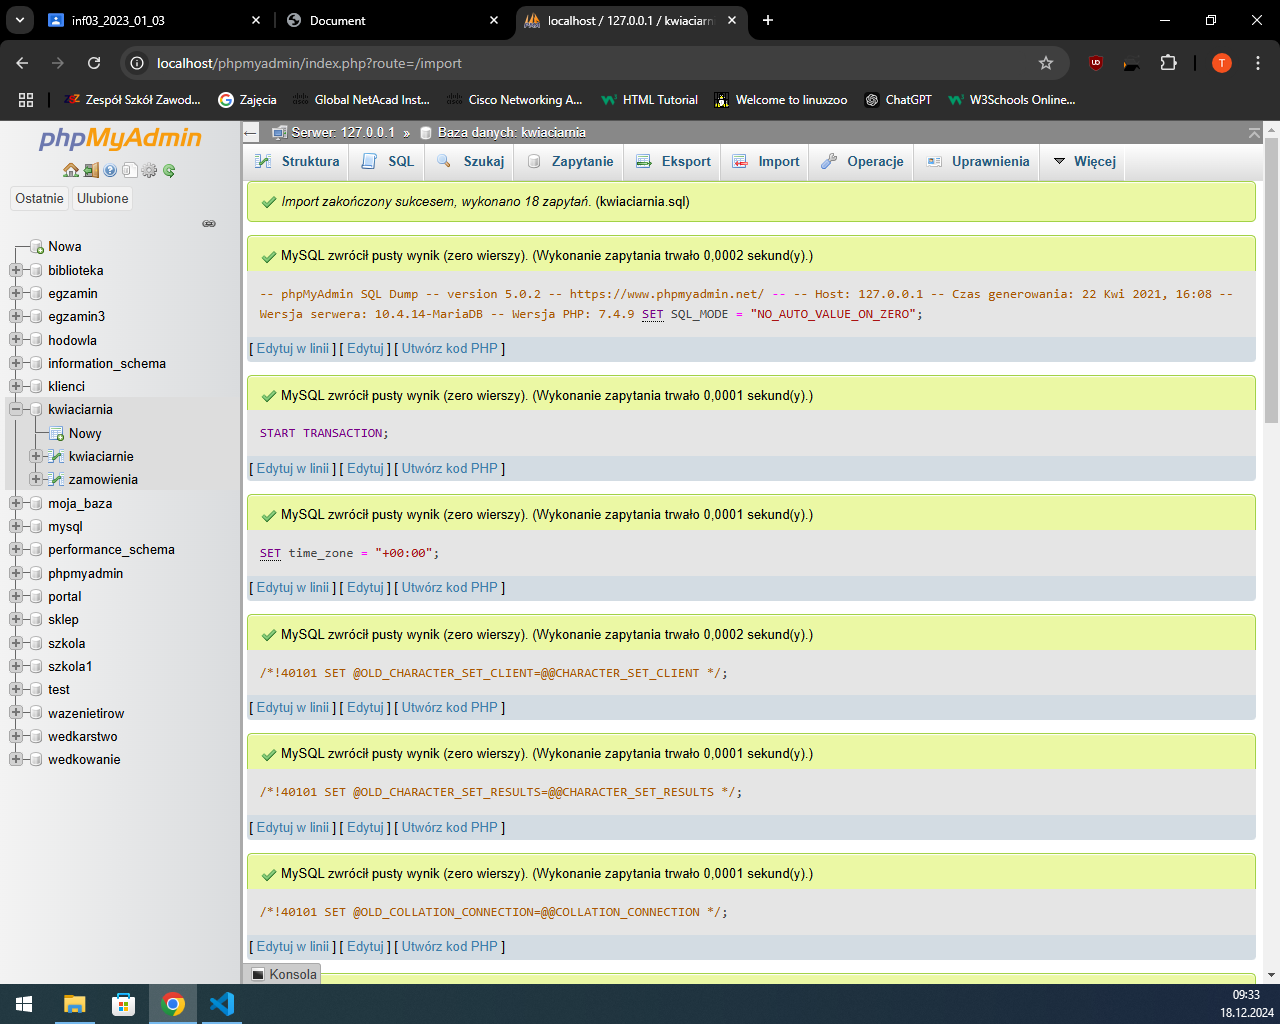 inf03_2023_01_03
Document
localhost / 127.0.0.1 / kwiaciarn
localhost/phpmyadmin/index.php?route=/import
T
Zespół Szkół Zawod...
Zajęcia
Global NetAcad Inst...
Cisco Networking A...
HTML Tutorial
Welcome to linuxzoo
ChatGPT
W3Schools Online...
phpMyAdmin
Ostatnie
Ulubione
Nowa
biblioteka
egzamin
egzamin3
hodowla
information_schema
klienci
kwiaciarnia
Nowy
kwiaciarnie
zamowienia
moja_baza
mysql
performance_schema
phpmyadmin
portal
sklep
szkola
szkola1
test
wazenietirow
wedkarstwo
wedkowanie
Serwer: 127.0.0.1 » Baza danych: kwiaciarnia
Struktura
SQL
Szukaj
Zapytanie
Eksport
Import
Operacje
Uprawnienia
Więcej
Import zakończony sukcesem, wykonano 18 zapytań. (kwiaciarnia.sql)
MySQL zwrócił pusty wynik (zero wierszy). (Wykonanie zapytania trwało 0,0002 sekund(y).)
-- phpMyAdmin SQL Dump -- version 5.0.2 -- https://www.phpmyadmin.net/ -- -- Host: 127.0.0.1 -- Czas generowania: 22 Kwi 2021, 16:08 --
Wersja serwera: 10.4.14-MariaDB -- Wersja PHP: 7.4.9 SET SQL_MODE = "NO_AUTO_VALUE_ON_ZERO";
[ Edytuj w linii ] [ Edytuj ] [ Utwórz kod PHP ]
MySQL zwrócił pusty wynik (zero wierszy). (Wykonanie zapytania trwało 0,0001 sekund(y).)
START TRANSACTION;
[ Edytuj w linii ] [ Edytuj ] [ Utwórz kod PHP ]
MySQL zwrócił pusty wynik (zero wierszy). (Wykonanie zapytania trwało 0,0001 sekund(y).)
SET time_zone = "+00:00";
[ Edytuj w linii ] [ Edytuj ] [ Utwórz kod PHP ]
MySQL zwrócił pusty wynik (zero wierszy). (Wykonanie zapytania trwało 0,0002 sekund(y).)
/*!40101 SET @OLD_CHARACTER_SET_CLIENT=@@CHARACTER_SET_CLIENT */;
[ Edytuj w linii ] [ Edytuj ] [ Utwórz kod PHP ]
MySQL zwrócił pusty wynik (zero wierszy). (Wykonanie zapytania trwało 0,0001 sekund(y).)
/*!40101 SET @OLD_CHARACTER_SET_RESULTS=@@CHARACTER_SET_RESULTS */;
[ Edytuj w linii ] [ Edytuj ] [ Utwórz kod PHP ]
MySQL zwrócił pusty wynik (zero wierszy). (Wykonanie zapytania trwało 0,0001 sekund(y).)
/*!40101 SET @OLD_COLLATION_CONNECTION=@@COLLATION_CONNECTION */;
[ Edytuj w linii ] [ Edytuj ] [ Utwórz kod PHP ]
Konsola
09:33
18.12.2024